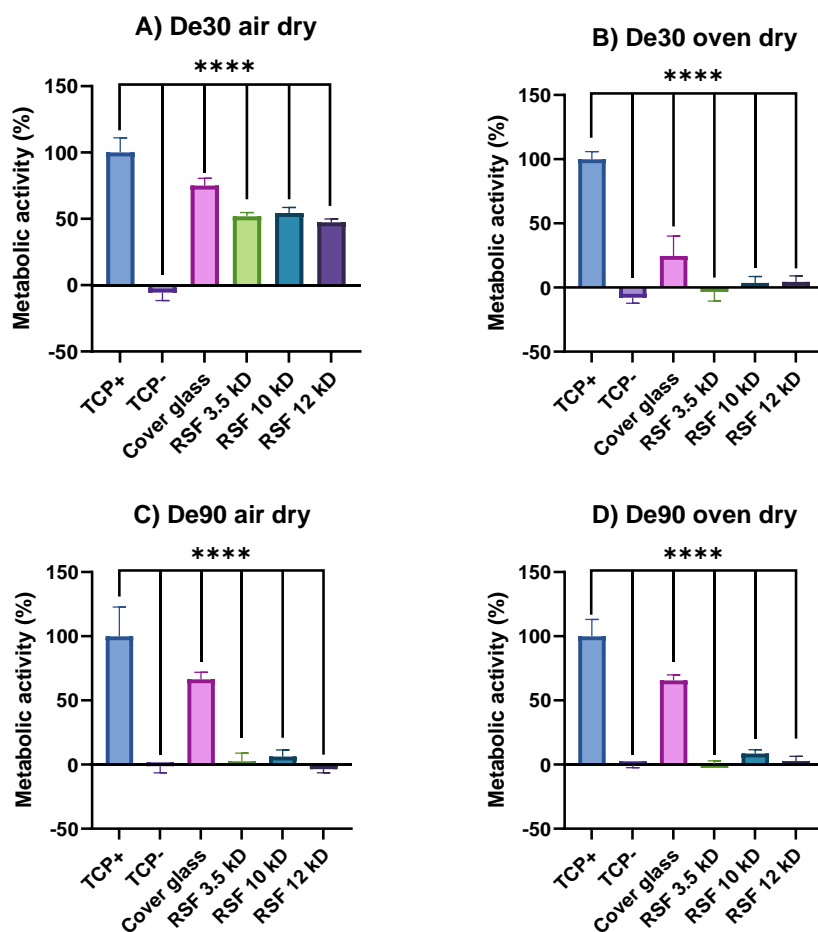 A) De30 air dry
****
Metabolic activity (%)
150
100
50
0
-50
TCP+
TCP-
Cover glass
RSF 3.5 kD
RSF 10 kD
RSF 12 kD
B) De30 oven dry
****
Metabolic activity (%)
150
100
50
0
-50
TCP+
TCP-
Cover glass
RSF 3.5 kD
RSF 10 kD
RSF 12 kD
C) De90 air dry
****
Metabolic activity (%)
150
100
50
0
-50
TCP+
TCP-
Cover glass
RSF 3.5 kD
RSF 10 kD
RSF 12 kD
D) De90 oven dry
****
Metabolic activity (%)
150
100
50
0
-50
TCP+
TCP-
Cover glass
RSF 3.5 kD
RSF 10 kD
RSF 12 kD